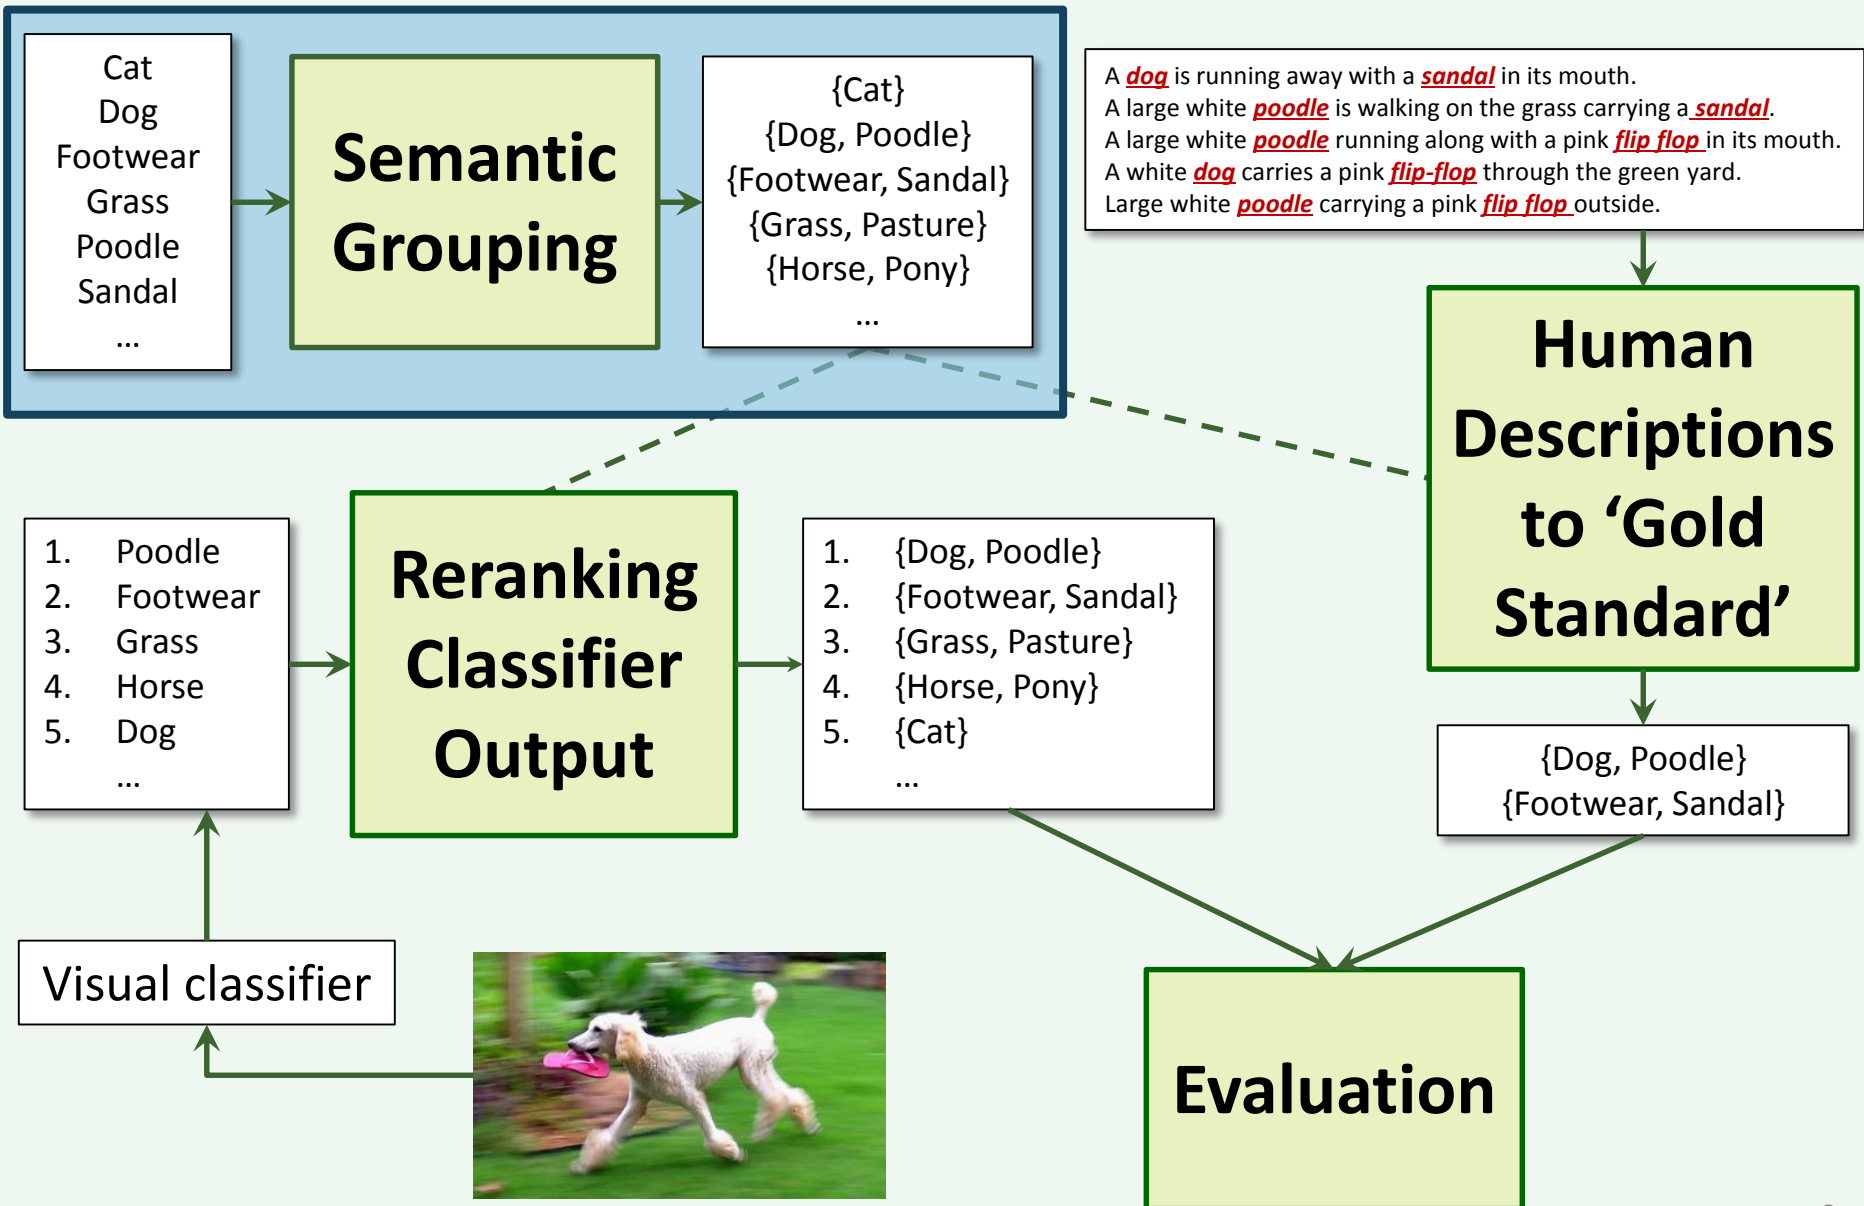 Cat
Dog
Footwear
Grass
Poodle
Sandal
...
Semantic
Grouping
{Cat}
{Dog, Poodle}
{Footwear, Sandal}
{Grass, Pasture}
{Horse, Pony}
...
A dog is running away with a sandal in its mouth.
A large white poodle is walking on the grass carrying a sandal.
A large white poodle running along with a pink flip flop in its mouth.
A white dog carries a pink flip-flop through the green yard.
Large white poodle carrying a pink flip flop outside.
Human
Descriptions
to ‘Gold
Standard’
1. Poodle
2. Footwear
3. Grass
4. Horse
5. Dog
...
Reranking
Classifier
Output
1. {Dog, Poodle}
2. {Footwear, Sandal}
3. {Grass, Pasture}
4. {Horse, Pony}
5. {Cat}
...
{Dog, Poodle}
{Footwear, Sandal}
Visual classifier
Evaluation